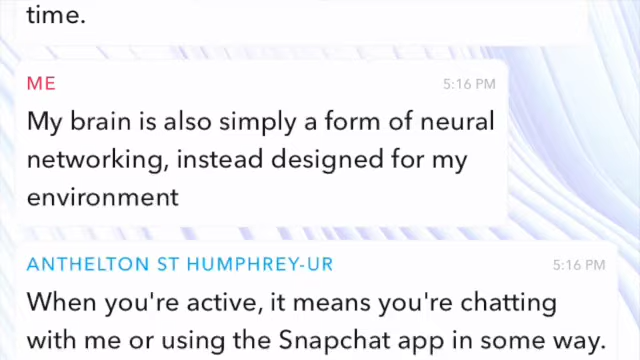 time.
ME
5:16 PM
My brain is also simply a form of neural
networking, instead designed for my
environment
ANTHELTON ST HUMPHREY-UR
5:16 PM
When you're active, it means you're chatting
with me or using the Snapchat app in some way.